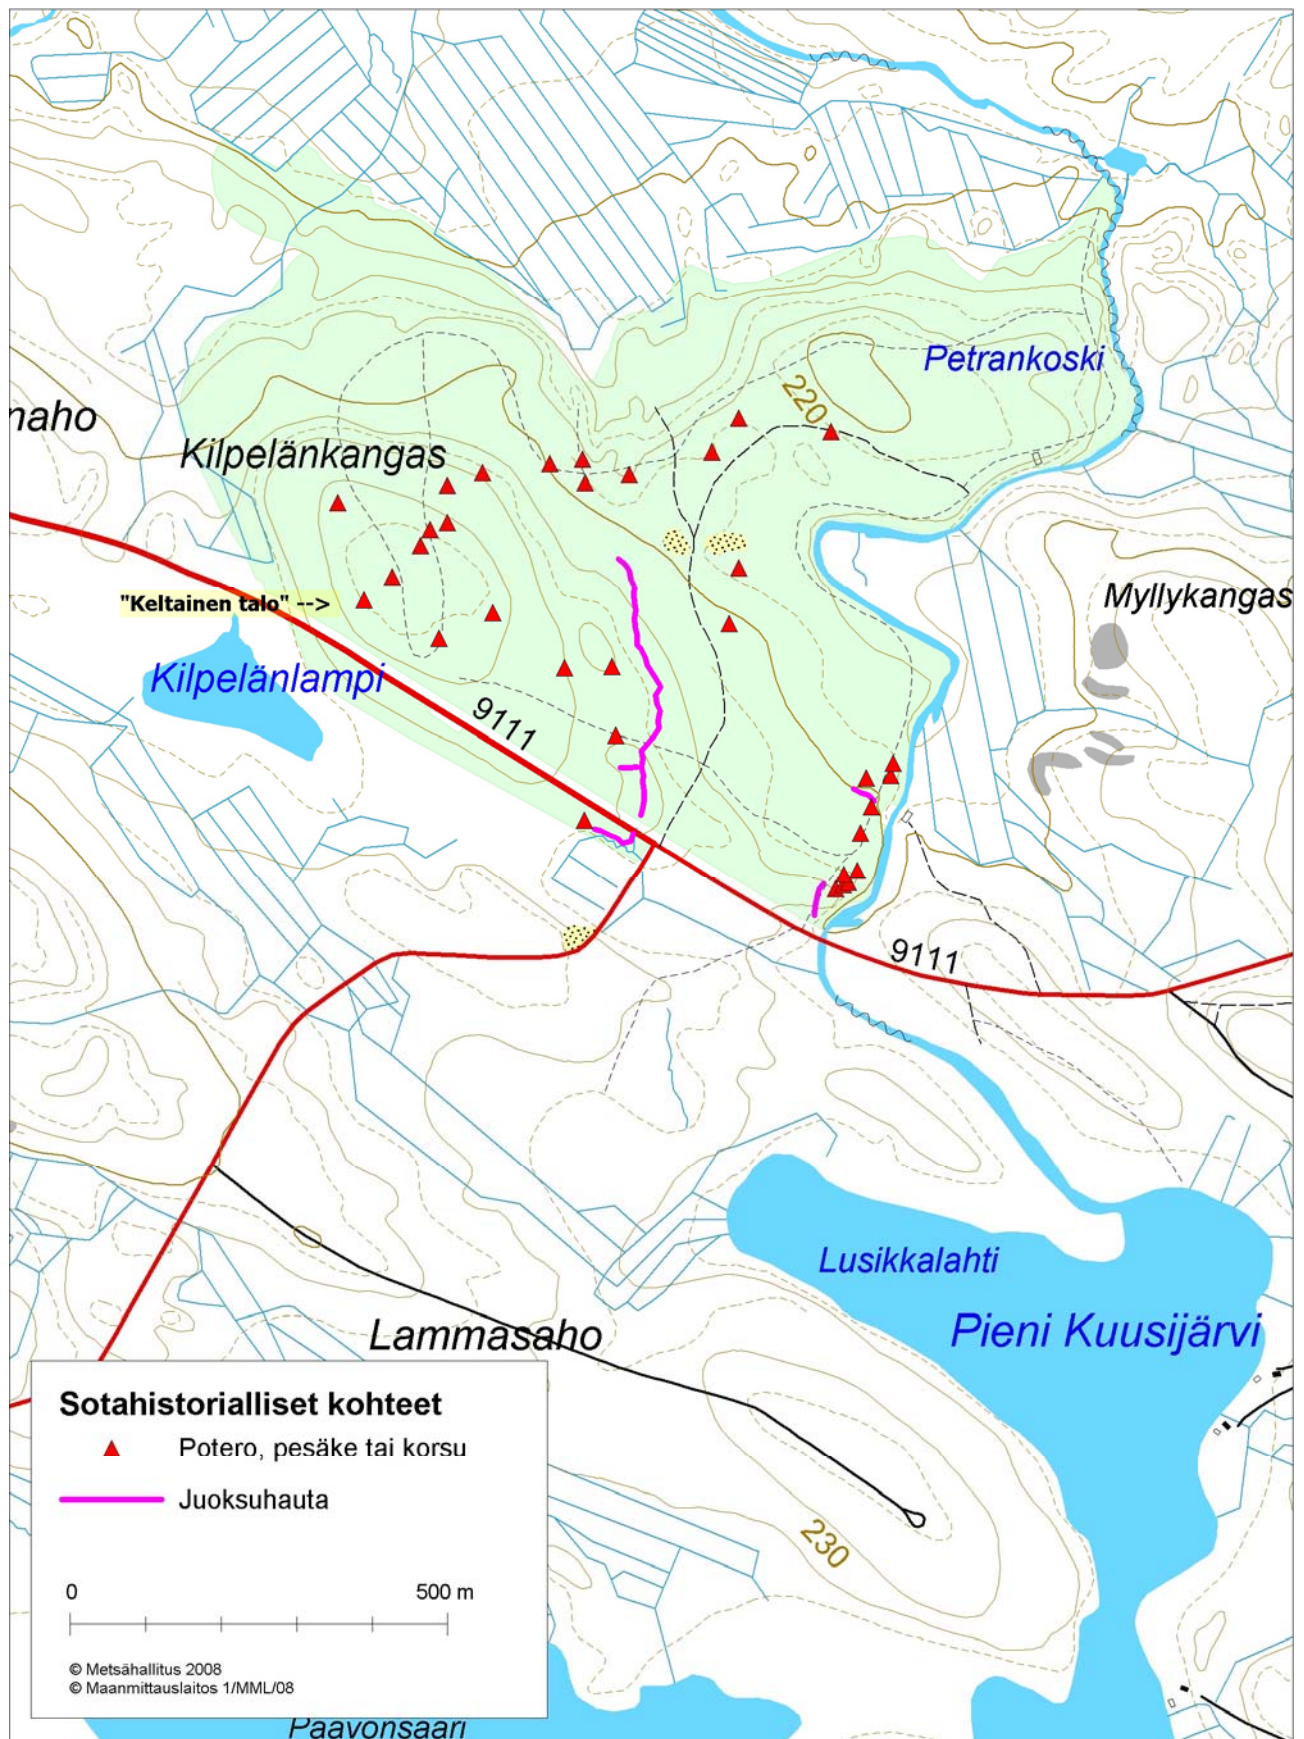 Petrankoski
220
naho
Kilpelänkangas
Myllykangas
"Keltainen talo" -->
Kilpelänlampi
9111
9111
Lusikkalahti
Pieni Kuusijärvi
Lammasaho
230
Sotahistorialliset kohteet
Potero, pesäke tai korsu
Juoksuhauta
0 500 m
© Metsähallitus 2008
© Maanmittauslaitos 1/MML/08
Paavonsaari